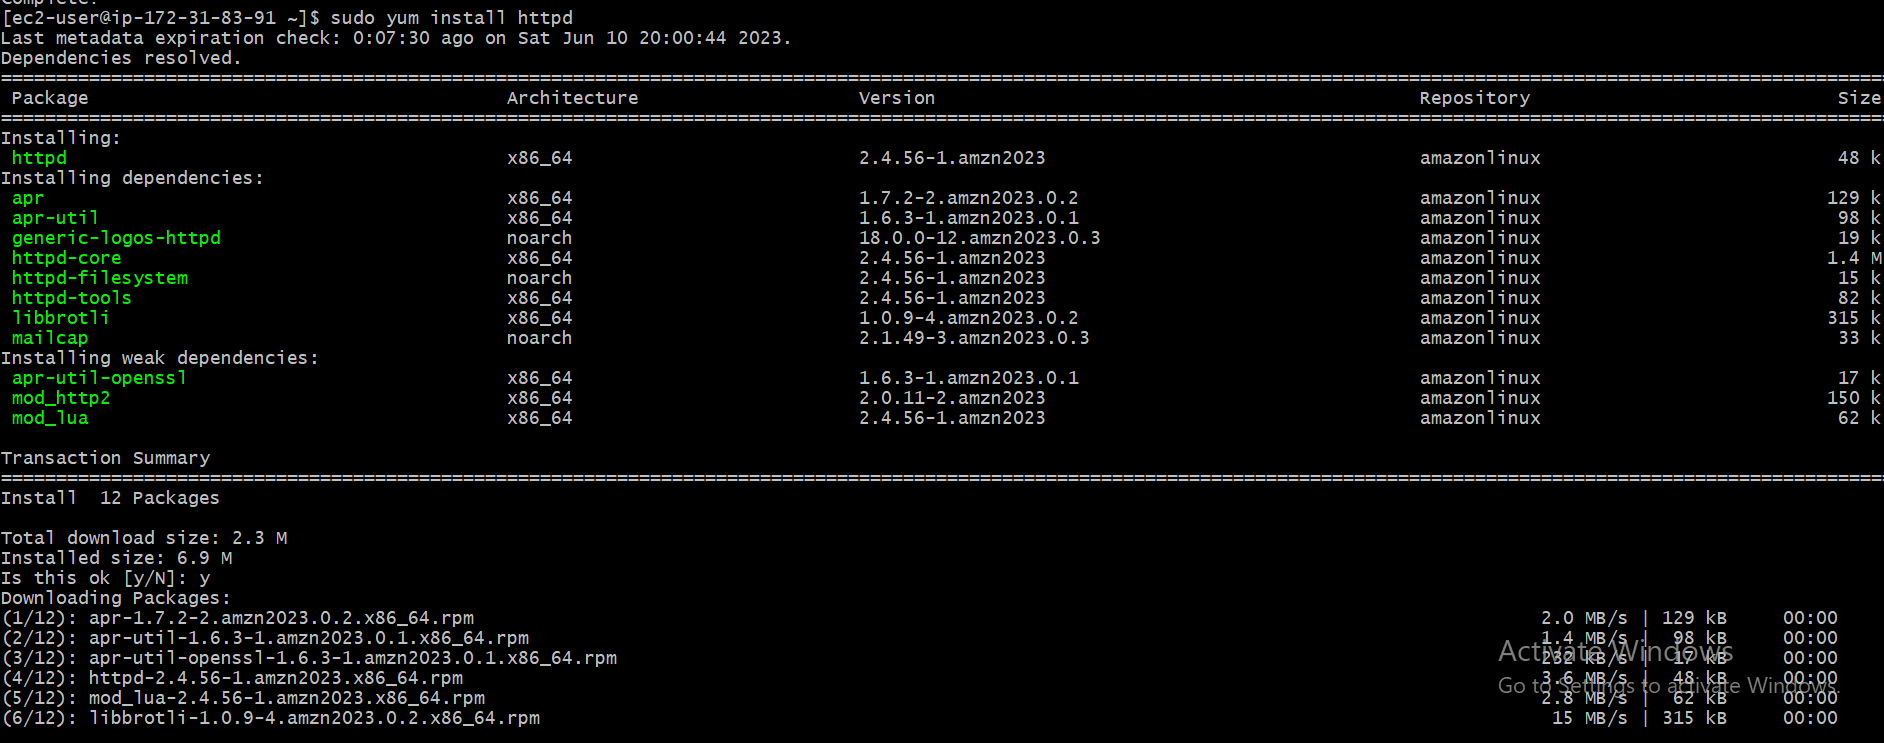 Complete!
[ec2-user@ip-172-31-83-91 ~]$ sudo yum install httpd
Last metadata expiration check: 0:07:30 ago on Sat Jun 10 20:00:44 2023.
Dependencies resolved.
Package Architecture Version Repository Size
Installing:
httpd x86_64 2.4.56-1.amzn2023 amazonlinux 48 k
Installing dependencies:
apr x86_64 1.7.2-2.amzn2023.0.2 amazonlinux 129 k
apr-util x86_64 1.6.3-1.amzn2023.0.1 amazonlinux 98 k
generic-logos-httpd noarch 18.0.0-12.amzn2023.0.3 amazonlinux 19 k
httpd-core x86_64 2.4.56-1.amzn2023 amazonlinux 1.4 M
httpd-filesystem noarch 2.4.56-1.amzn2023 amazonlinux 15 k
httpd-tools x86_64 2.4.56-1.amzn2023 amazonlinux 82 k
libbrotli x86_64 1.0.9-4.amzn2023.0.2 amazonlinux 315 k
mailcap noarch 2.1.49-3.amzn2023.0.3 amazonlinux 33 k
Installing weak dependencies:
apr-util-openssl x86_64 1.6.3-1.amzn2023.0.1 amazonlinux 17 k
mod_http2 x86_64 2.0.11-2.amzn2023 amazonlinux 150 k
mod_lua x86_64 2.4.56-1.amzn2023 amazonlinux 62 k
Transaction Summary
Install 12 Packages
Total download size: 2.3 M
Installed size: 6.9 M
Is this ok [y/N]: y
Downloading Packages:
(1/12): apr-1.7.2-2.amzn2023.0.2.x86_64.rpm 2.0 MB/s | 129 kB 00:00
(2/12): apr-util-1.6.3-1.amzn2023.0.1.x86_64.rpm 1.4 MB/s | 98 kB 00:00
(3/12): apr-util-openssl-1.6.3-1.amzn2023.0.1.x86_64.rpm 232 kB/s | 17 kB 00:00
(4/12): httpd-2.4.56-1.amzn2023.x86_64.rpm 3.6 MB/s | 48 kB 00:00
(5/12): mod_lua-2.4.56-1.amzn2023.x86_64.rpm 2.8 MB/s | 62 kB 00:00
(6/12): libbrotli-1.0.9-4.amzn2023.0.2.x86_64.rpm 15 MB/s | 315 kB 00:00
Activate Windows
Go to Settings to activate Windows.